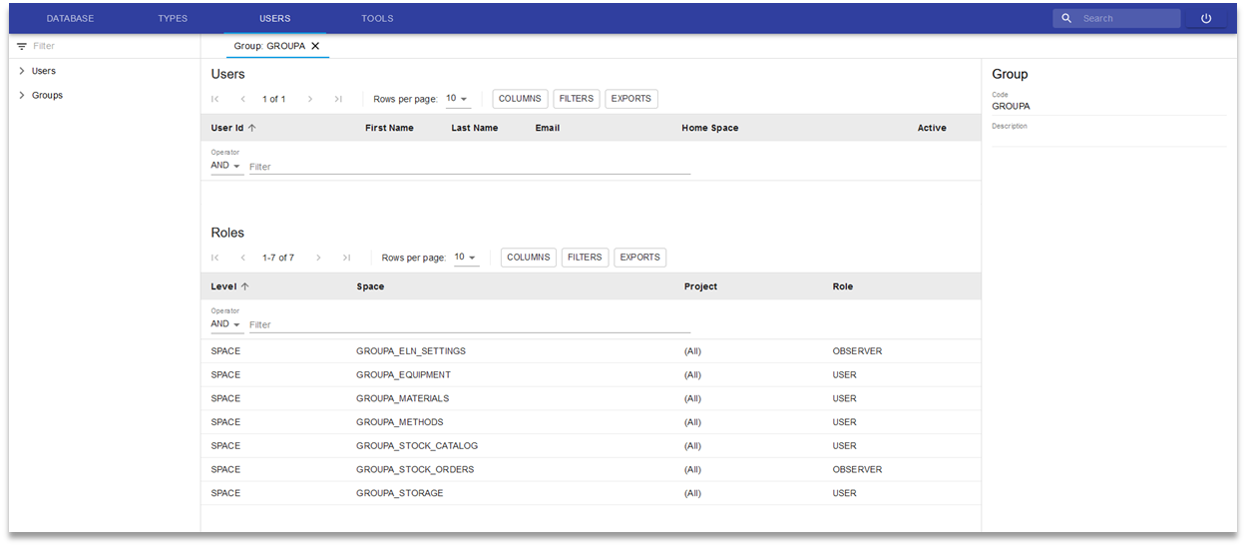 DATABASE TYPES USERS TOOLS Search
Filter Group: GROUPA
Users
Groups
Users
1 of 1 Rows per page: 10 COLUMNS FILTERS EXPORTS
User Id First Name Last Name Email Home Space Active
Operator
AND Filter
Roles
1-7 of 7 Rows per page: 10 COLUMNS FILTERS EXPORTS
Level Space Project Role
Operator
AND Filter
SPACE GROUPA_ELN_SETTINGS (All) OBSERVER
SPACE GROUPA_EQUIPMENT (All) USER
SPACE GROUPA_MATERIALS (All) USER
SPACE GROUPA_METHODS (All) USER
SPACE GROUPA_STOCK_CATALOG (All) USER
SPACE GROUPA_STOCK_ORDERS (All) OBSERVER
SPACE GROUPA_STORAGE (All) USER
Group
Code
GROUPA
Description